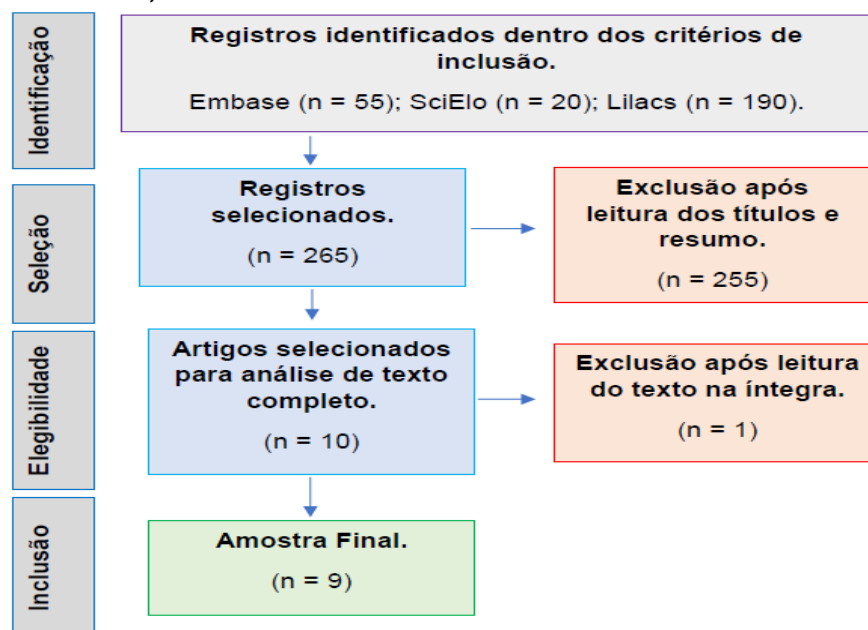 Identificação
Registros identificados dentro dos critérios de
inclusão.
Embase (n = 55); SciElo (n = 20); Lilacs (n = 190).
Seleção
Registros
selecionados.
(n = 265)
Exclusão após
leitura dos títulos e
resumo.
(n = 255)
Elegibilidade
Artigos selecionados
para análise de texto
completo.
(n = 10)
Exclusão após leitura
do texto na íntegra.
(n = 1)
Inclusão
Amostra Final.
(n = 9)